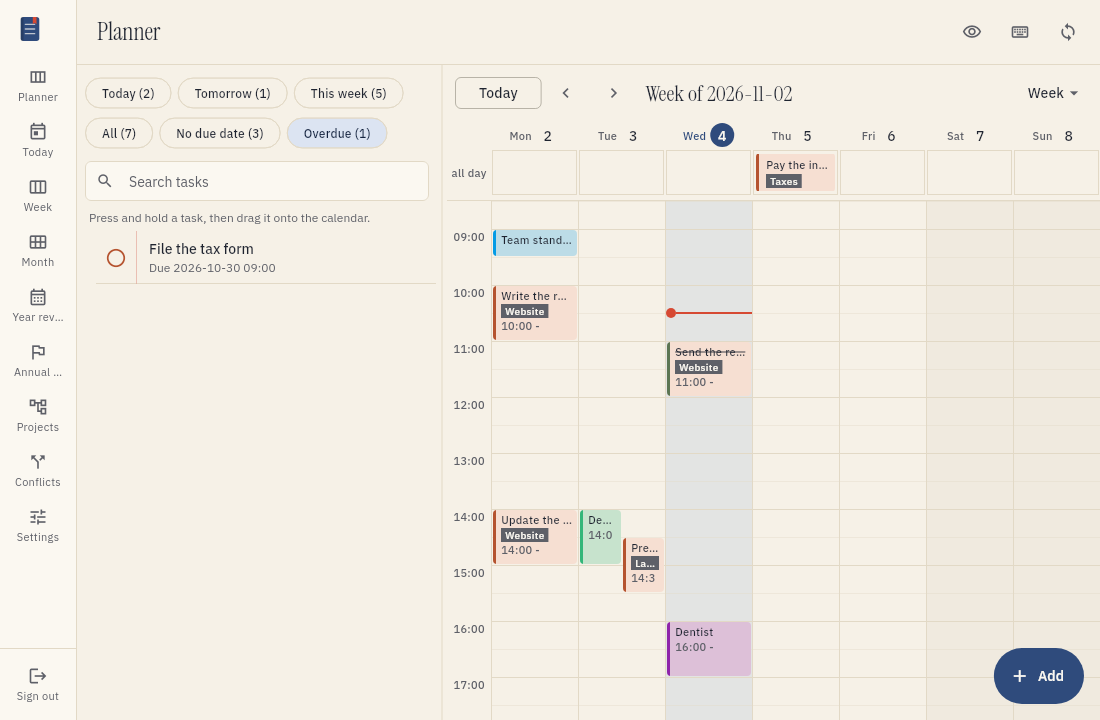 Planner
Planner
Today
Week
Month
Year rev...
Annual ...
Projects
Conflicts
Settings
Sign out
Today (2)
Tomorrow (1)
This week (5)
All (7)
No due date (3)
Overdue (1)
Search tasks
Press and hold a task, then drag it onto the calendar.
File the tax form
Due 2026-10-30 09:00
Today
Week of 2026-11-02
Week
Mon 2
Tue 3
Wed 4
Thu 5
Fri 6
Sat 7
Sun 8
all day
Pay the in...
Taxes
09:00
Team stand...
10:00
Write the r...
Website
10:00 -
11:00
Send the re...
Website
11:00 -
12:00
13:00
14:00
Update the ...
Website
14:00 -
De...
14:0
Pre...
La...
14:3
15:00
16:00
Dentist
16:00 -
17:00
Add